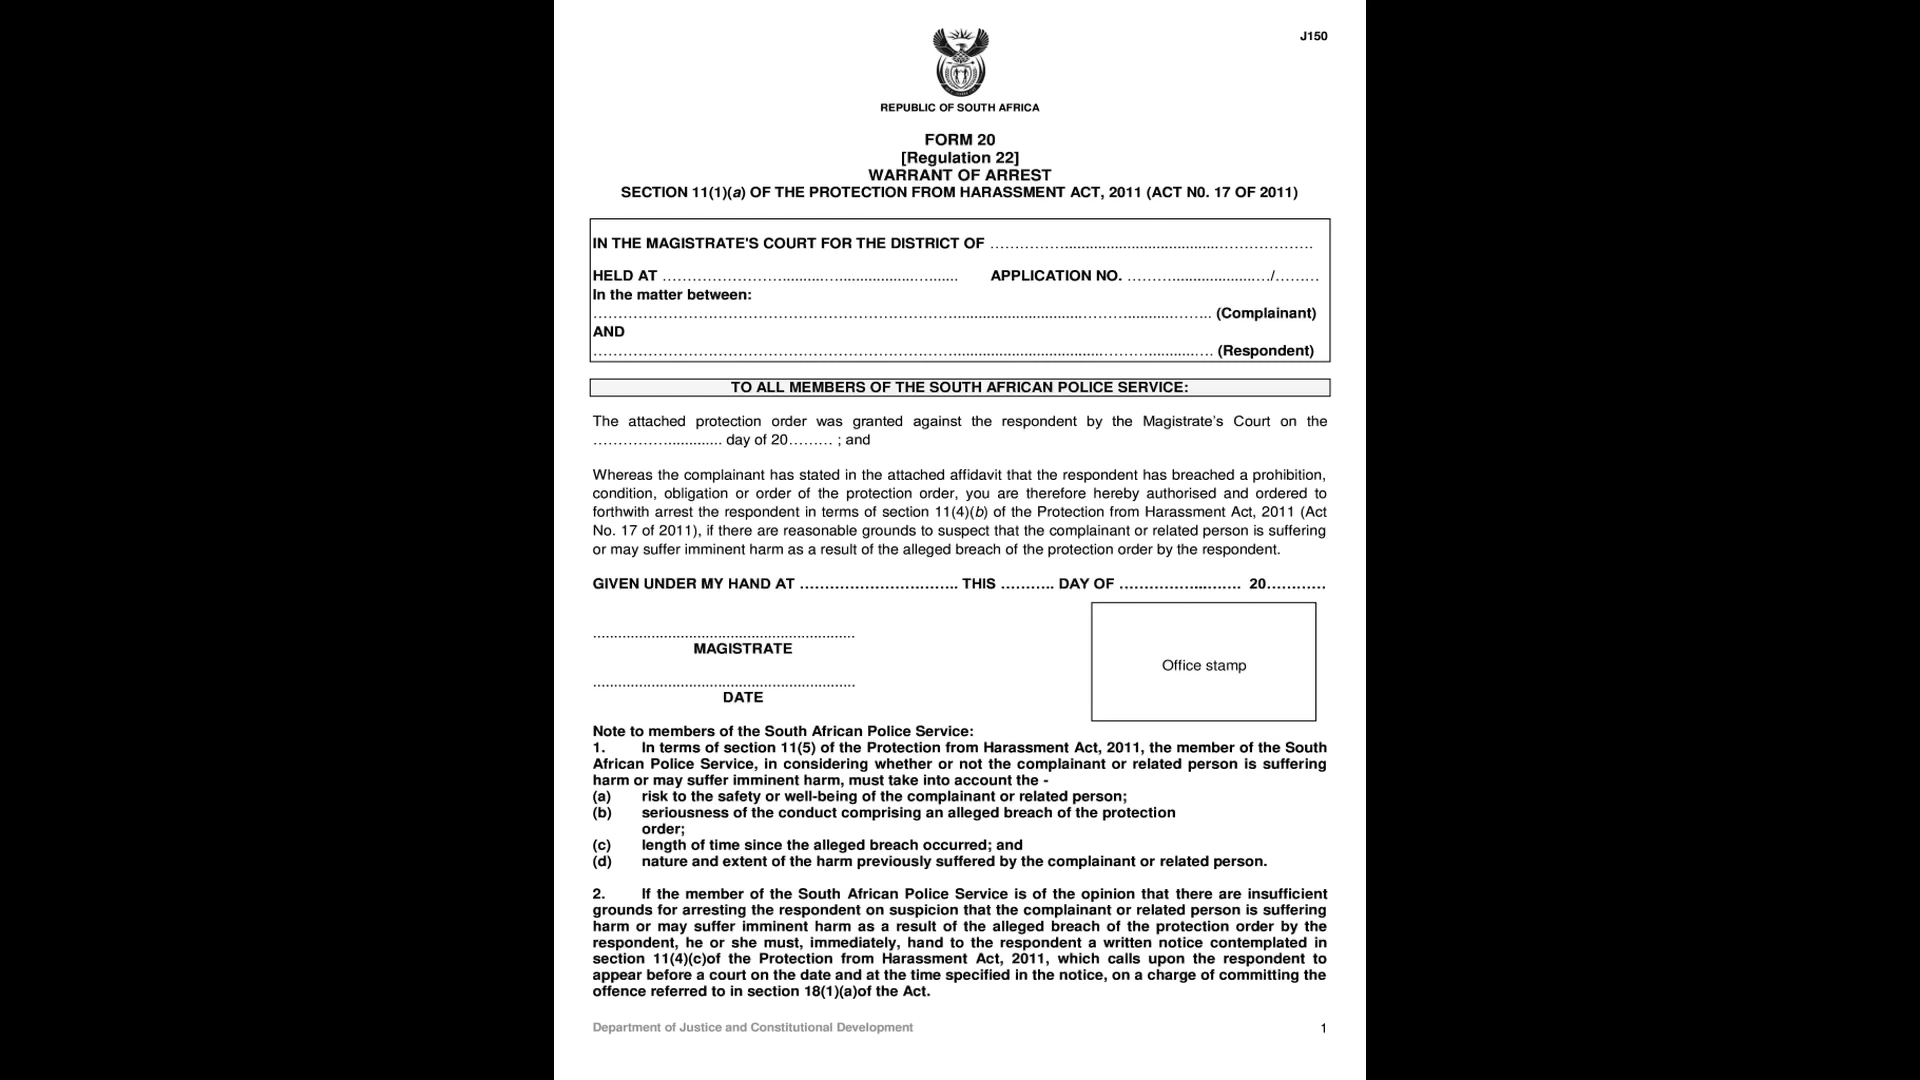 J150
REPUBLIC OF SOUTH AFRICA
FORM 20
[Regulation 22]
WARRANT OF ARREST
SECTION 11(1)(a) OF THE PROTECTION FROM HARASSMENT ACT, 2011 (ACT N0. 17 OF 2011)
IN THE MAGISTRATE'S COURT FOR THE DISTRICT OF ……………......................................………………….
HELD AT ……………………..........….....................…....... APPLICATION NO. ……….....................…./………
In the matter between:
………………………………………………………………...............................………...........…….. (Complainant)
AND
………………………………………………………………....................................………...........…. (Respondent)
TO ALL MEMBERS OF THE SOUTH AFRICAN POLICE SERVICE:
The attached protection order was granted against the respondent by the Magistrate’s Court on the
……………............. day of 20……… ; and
Whereas the complainant has stated in the attached affidavit that the respondent has breached a prohibition,
condition, obligation or order of the protection order, you are therefore hereby authorised and ordered to
forthwith arrest the respondent in terms of section 11(4)(b) of the Protection from Harassment Act, 2011 (Act
No. 17 of 2011), if there are reasonable grounds to suspect that the complainant or related person is suffering
or may suffer imminent harm as a result of the alleged breach of the protection order by the respondent.
GIVEN UNDER MY HAND AT ………………………….. THIS ……….. DAY OF ……………...……. 20…………
...............................................................
MAGISTRATE
...............................................................
DATE
Office stamp
Note to members of the South African Police Service:
1. In terms of section 11(5) of the Protection from Harassment Act, 2011, the member of the South
African Police Service, in considering whether or not the complainant or related person is suffering
harm or may suffer imminent harm, must take into account the -
(a) risk to the safety or well-being of the complainant or related person;
(b) seriousness of the conduct comprising an alleged breach of the protection
order;
(c) length of time since the alleged breach occurred; and
(d) nature and extent of the harm previously suffered by the complainant or related person.
2. If the member of the South African Police Service is of the opinion that there are insufficient
grounds for arresting the respondent on suspicion that the complainant or related person is suffering
harm or may suffer imminent harm as a result of the alleged breach of the protection order by the
respondent, he or she must, immediately, hand to the respondent a written notice contemplated in
section 11(4)(c)of the Protection from Harassment Act, 2011, which calls upon the respondent to
appear before a court on the date and at the time specified in the notice, on a charge of committing the
offence referred to in section 18(1)(a)of the Act.
Department of Justice and Constitutional Development
1